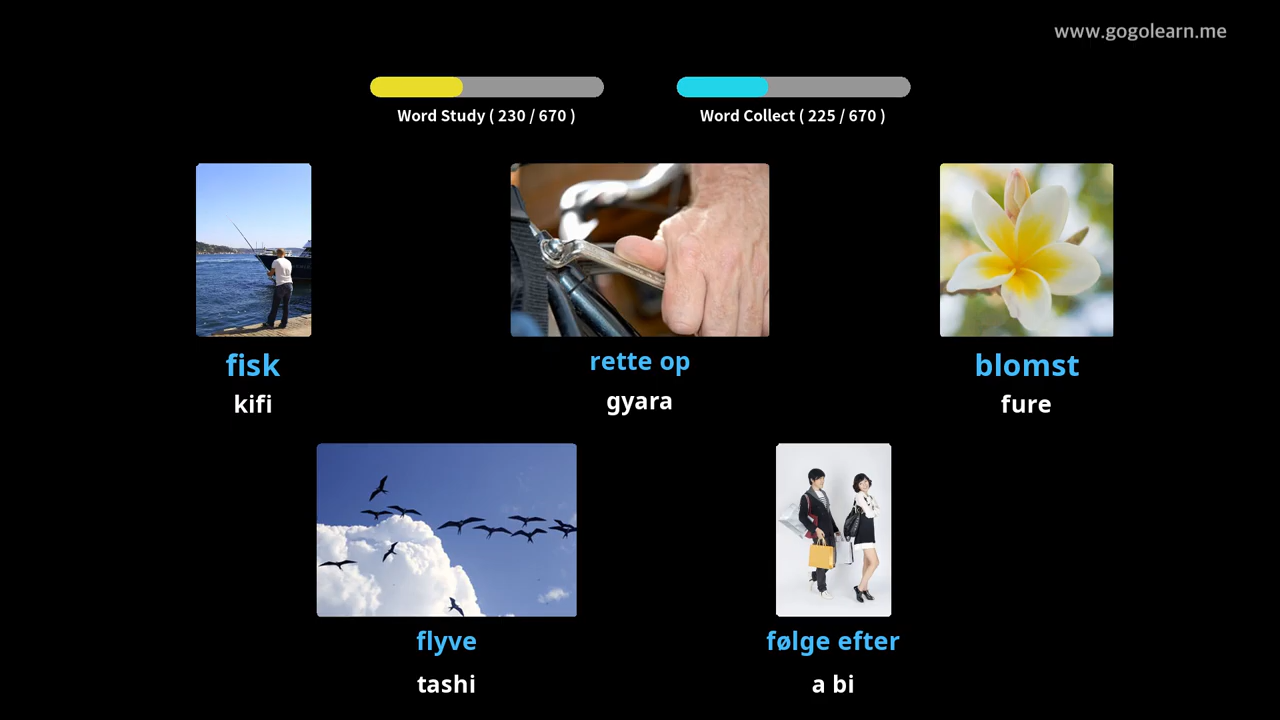 www.gogolearn.me
Word Study ( 230 / 670 )
Word Collect ( 225 / 670 )
fisk
kifi
rette op
gyara
blomst
fure
flyve
tashi
følge efter
a bi